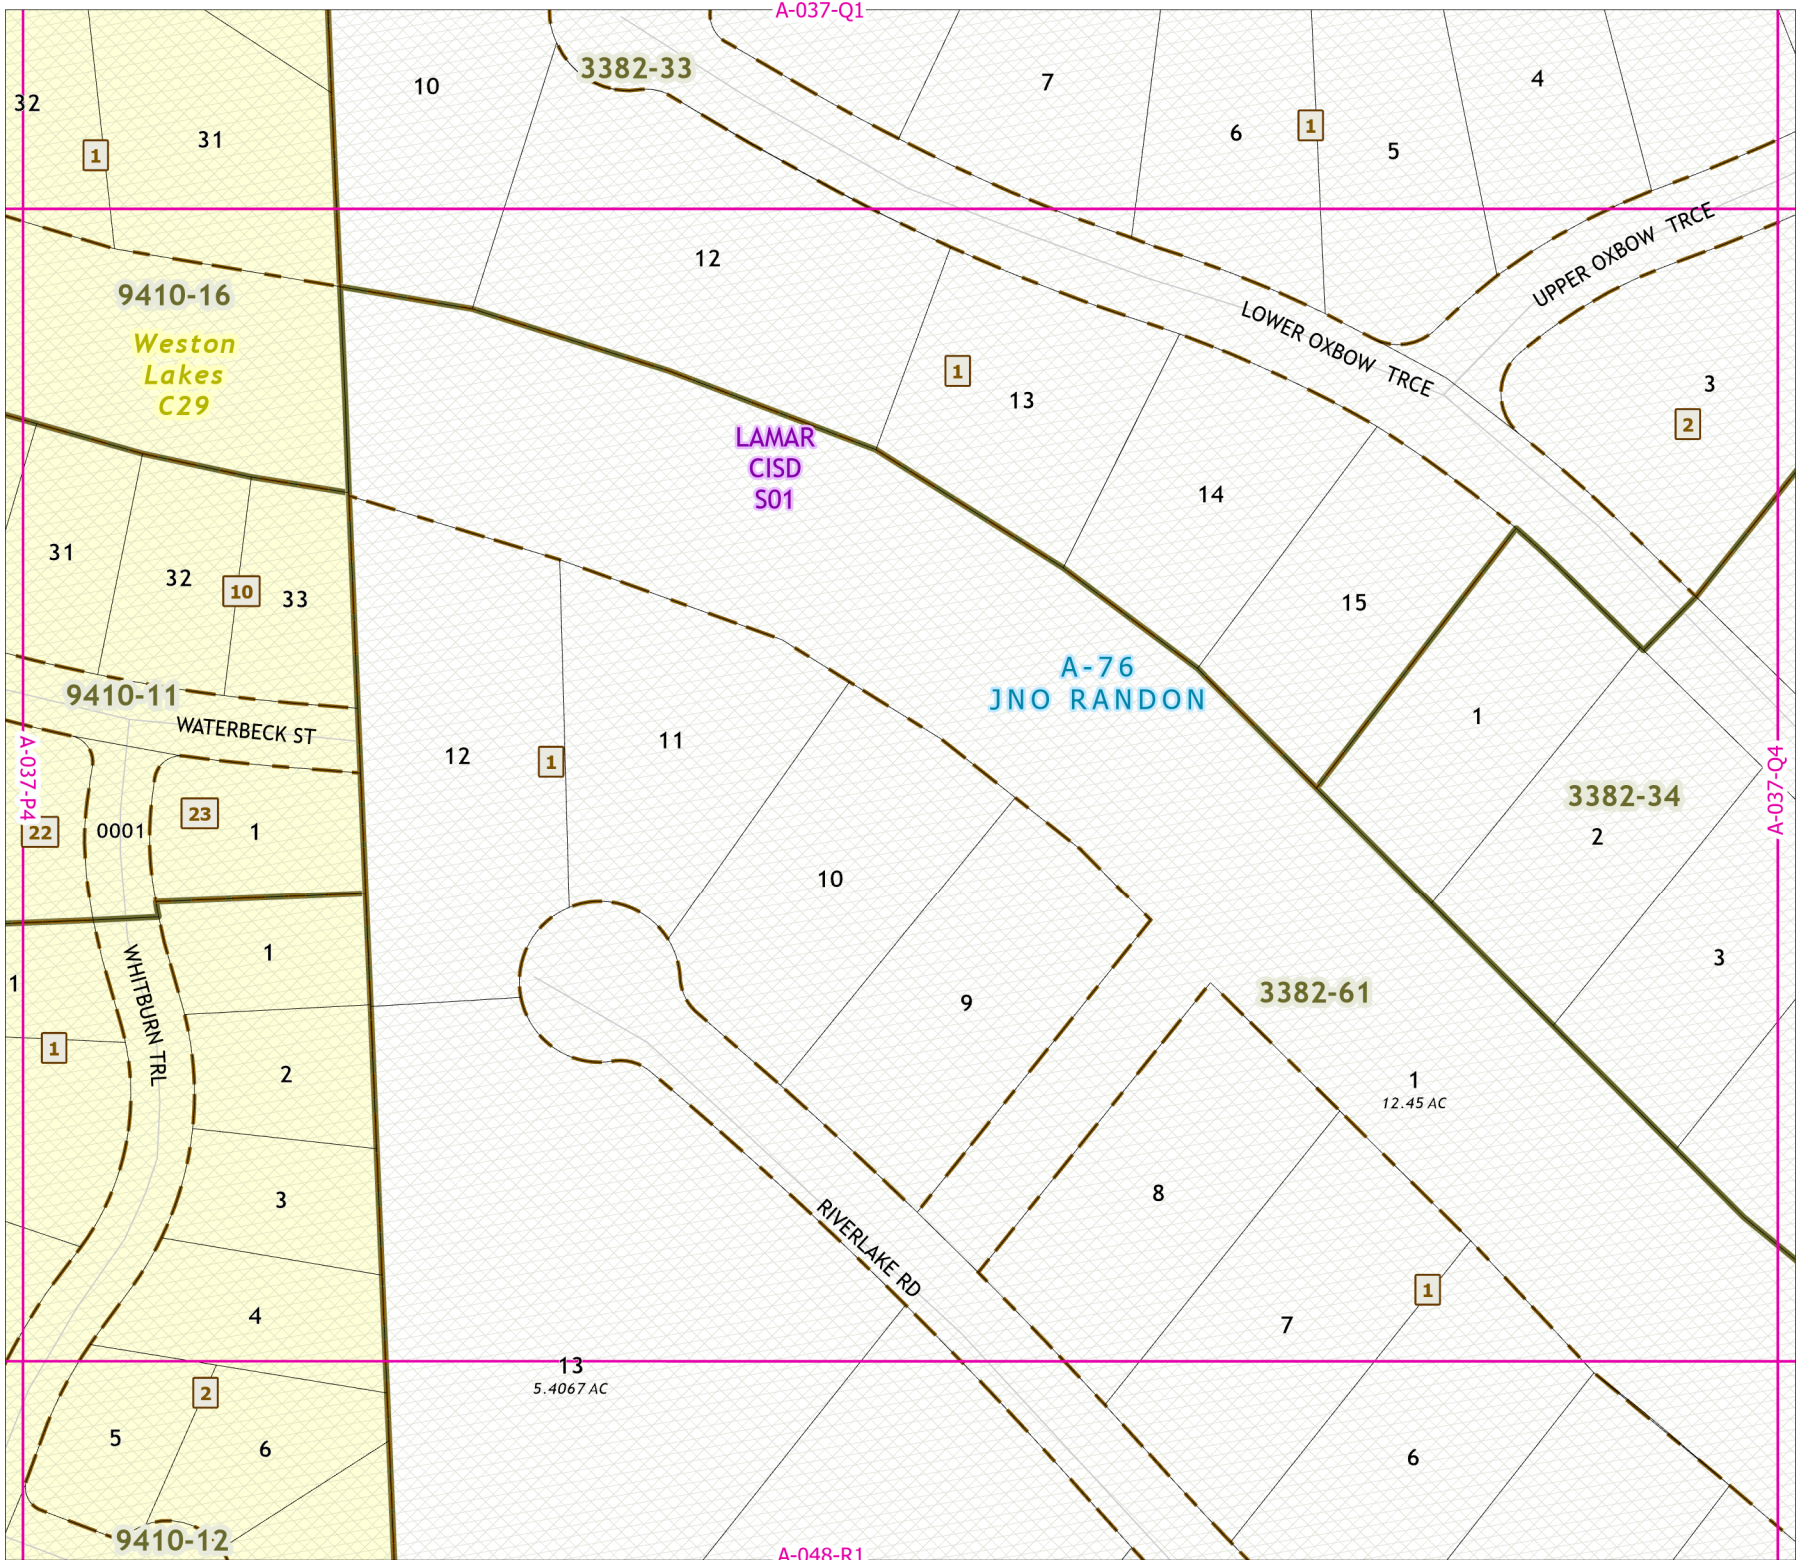 A-037-Q1
3382-33
10
7
4
32
31
1
6
1
5
UPPER OXBOW TRCE
12
9410-16
Weston
Lakes
C29
LOWER OXBOW TRCE
1
13
3
2
LAMAR
CISD
S01
14
31
32
10
33
15
A-76
JNO RANDON
9410-11
WATERBECK ST
1
12
1
11
A-037-P4
A-037-Q4
3382-34
2
22
0001
23
1
10
WHITBURN TRL
1
1
3
9
3382-61
1
2
1
12.45 AC
3
8
RIVERLAKE RD
1
4
7
13
5.4067 AC
2
5
6
6
9410-12
A-048-R1